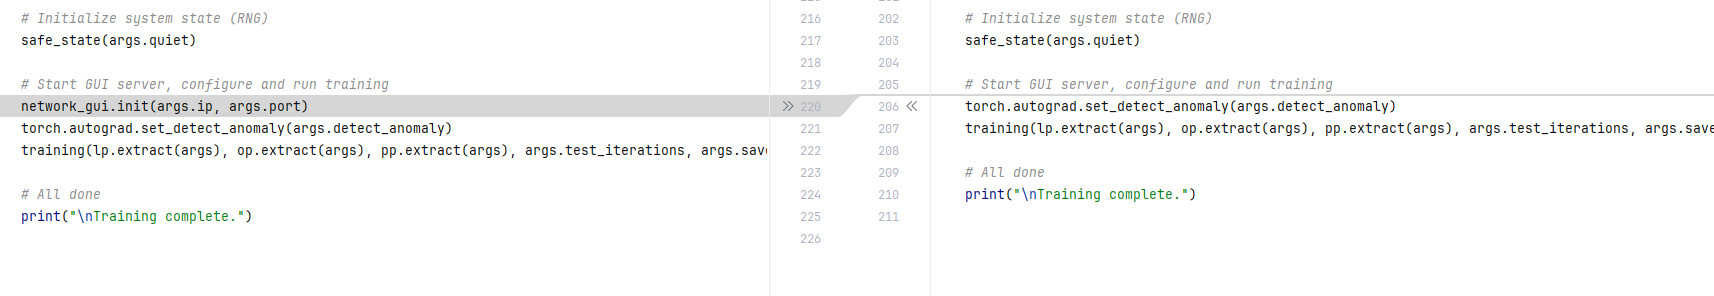 # Initialize system state (RNG)
safe_state(args.quiet)
# Start GUI server, configure and run training
network_gui.init(args.ip, args.port)
torch.autograd.set_detect_anomaly(args.detect_anomaly)
training(lp.extract(args), op.extract(args), pp.extract(args), args.test_iterations, args.save
# All done
print("\nTraining complete.")
216
217
218
219
220
221
222
223
224
225
226
202
203
204
205
206
207
208
209
210
211
# Initialize system state (RNG)
safe_state(args.quiet)
# Start GUI server, configure and run training
torch.autograd.set_detect_anomaly(args.detect_anomaly)
training(lp.extract(args), op.extract(args), pp.extract(args), args.test_iterations, args.save
# All done
print("\nTraining complete.")